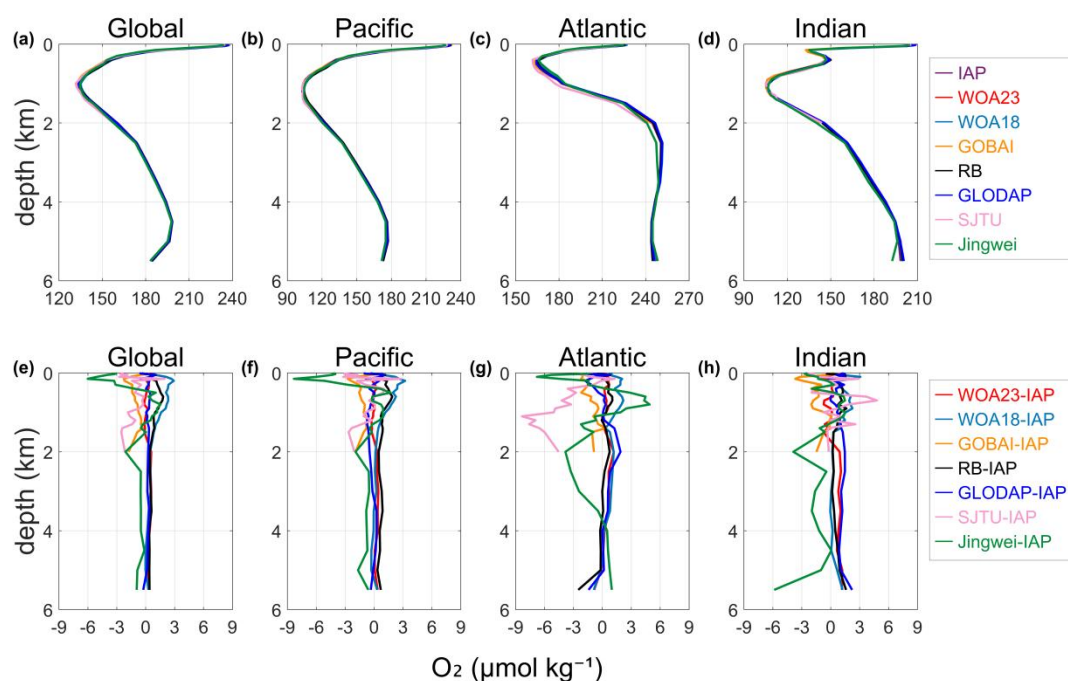 (a) Global
(b) Pacific
(c) Atlantic
(d) Indian
depth (km)
0
2
4
6
120 150 180 210 240
90 120 150 180 210 240
150 180 210 240 270
90 120 150 180 210
IAP
WOA23
WOA18
GOBAI
RB
GLODAP
SJTU
Jingwei
(e) Global
(f) Pacific
(g) Atlantic
(h) Indian
depth (km)
0
2
4
6
-9 -6 -3 0 3 6 9
-9 -6 -3 0 3 6 9
-9 -6 -3 0 3 6 9
-9 -6 -3 0 3 6 9
WOA23-IAP
WOA18-IAP
GOBAI-IAP
RB-IAP
GLODAP-IAP
SJTU-IAP
Jingwei-IAP
O₂ (µmol kg⁻¹)